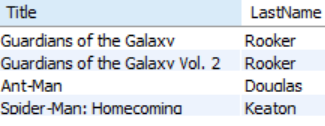 Title LastName
Guardians of the Galaxy Rooker
Guardians of the Galaxy Vol. 2 Rooker
Ant-Man Douglas
Spider-Man: Homecoming Keaton